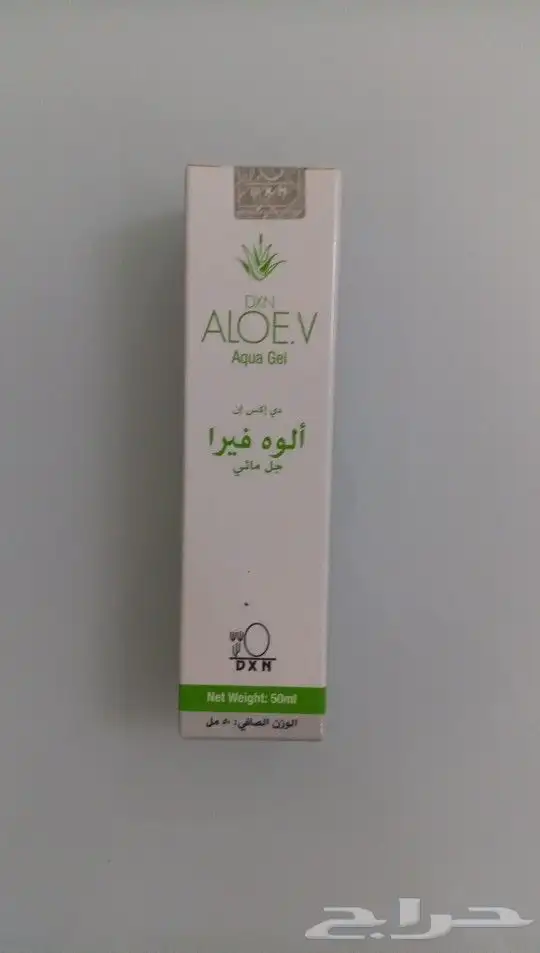 DXN
DXN
ALOE.V
Aqua Gel
دي إكس إن
ألوه فيرا
جل مائي
DXN
Net Weight: 50ml
الوزن الصافي: ٥٠ مل
حراج